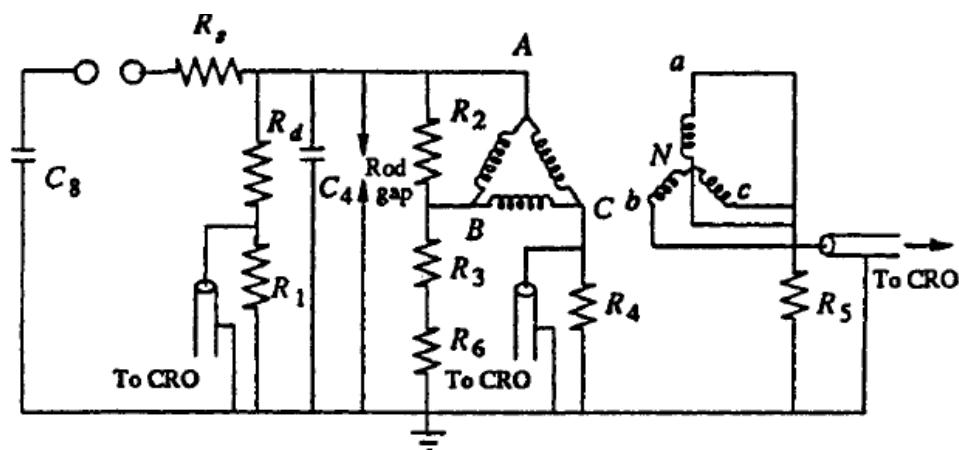 R_s
A
a
R_d
R_2
N
Rod
gap
C_8
C_4
b
c
B
C
R_1
R_3
R_4
To CRO
R_5
R_6
To CRO
To CRO